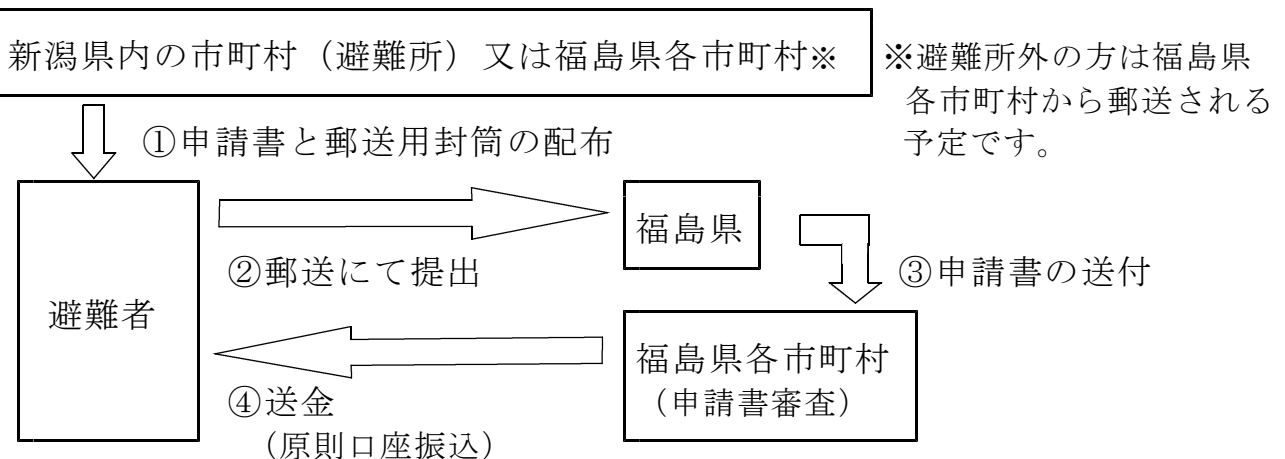 新潟県内の市町村（避難所）又は福島県各市町村※
※避難所外の方は福島県
各市町村から郵送される
予定です。
①申請書と郵送用封筒の配布
避難者
②郵送にて提出
福島県
③申請書の送付
福島県各市町村
（申請書審査）
④送金
（原則口座振込）